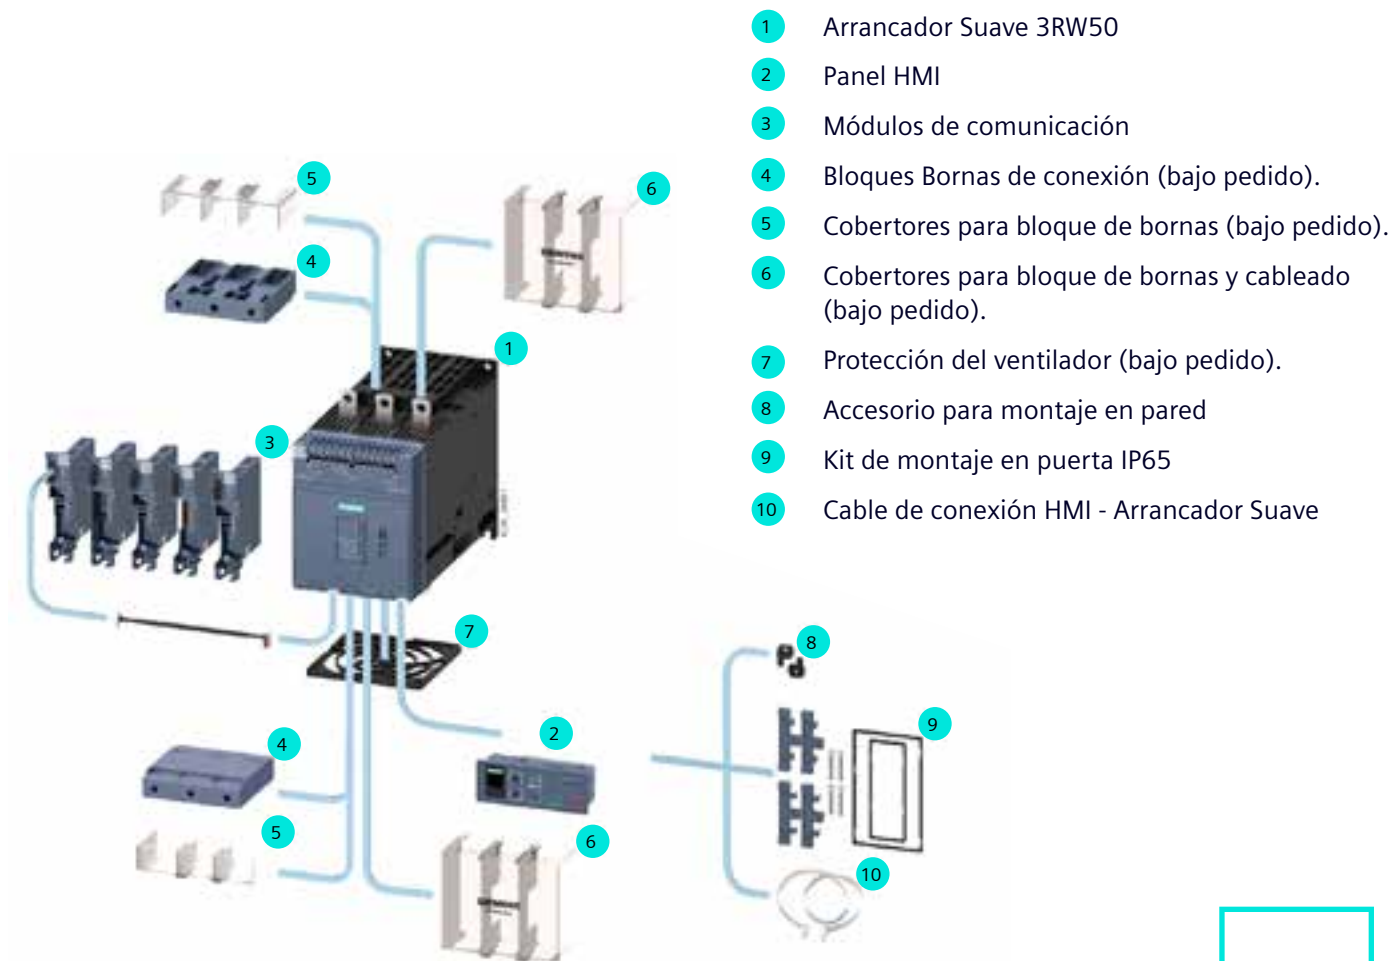 1 Arrancador Suave 3RW50
2 Panel HMI
3 Módulos de comunicación
4 Bloques Bornas de conexión (bajo pedido).
5 Cobertores para bloque de bornas (bajo pedido).
6 Cobertores para bloque de bornas y cableado
(bajo pedido).
7 Protección del ventilador (bajo pedido).
8 Accesorio para montaje en pared
9 Kit de montaje en puerta IP65
10 Cable de conexión HMI - Arrancador Suave
5
6
4
1
3
7
8
2
9
4
5
6
10